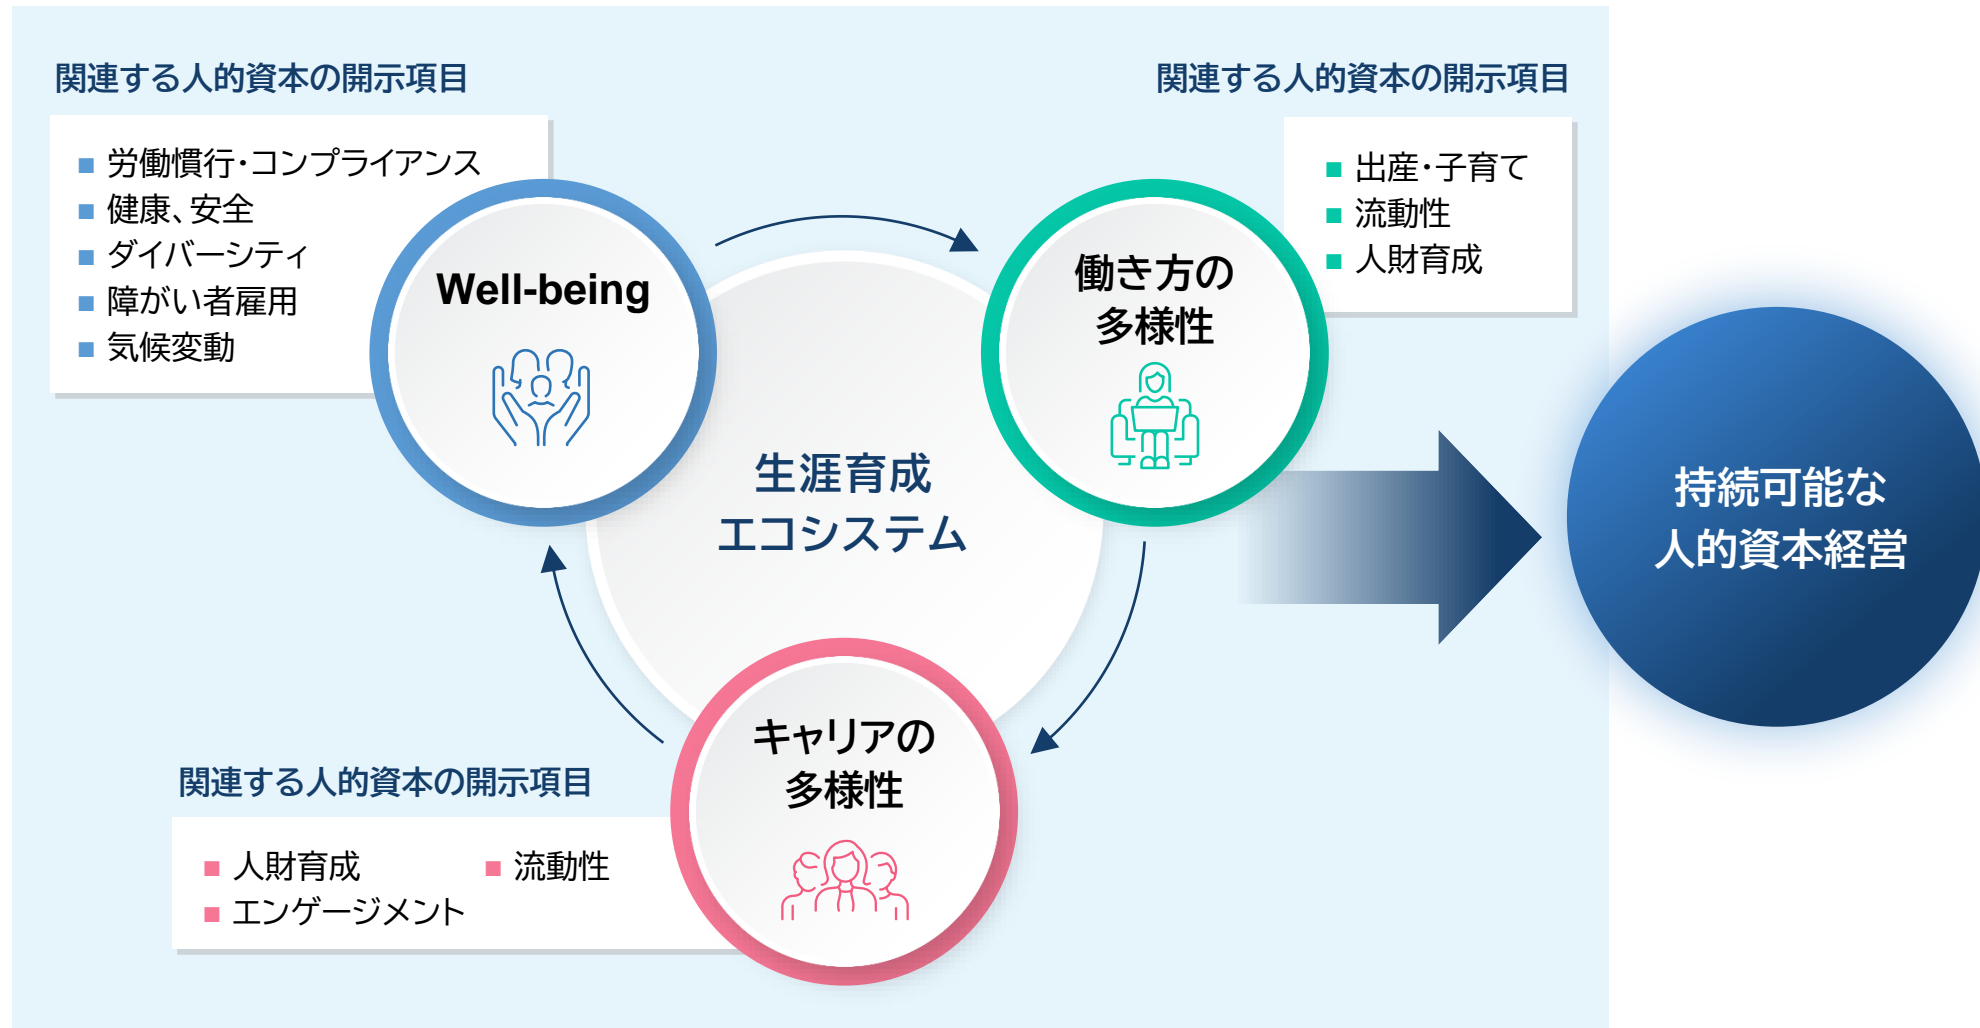 関連する人的資本の開示項目
労働慣行・コンプライアンス
健康、安全
ダイバーシティ
障がい者雇用
気候変動
Well-being
関連する人的資本の開示項目
出産・子育て
流動性
人財育成
働き方の
多様性
生涯育成
エコシステム
持続可能な
人的資本経営
キャリアの
多様性
関連する人的資本の開示項目
人財育成
流動性
エンゲージメント